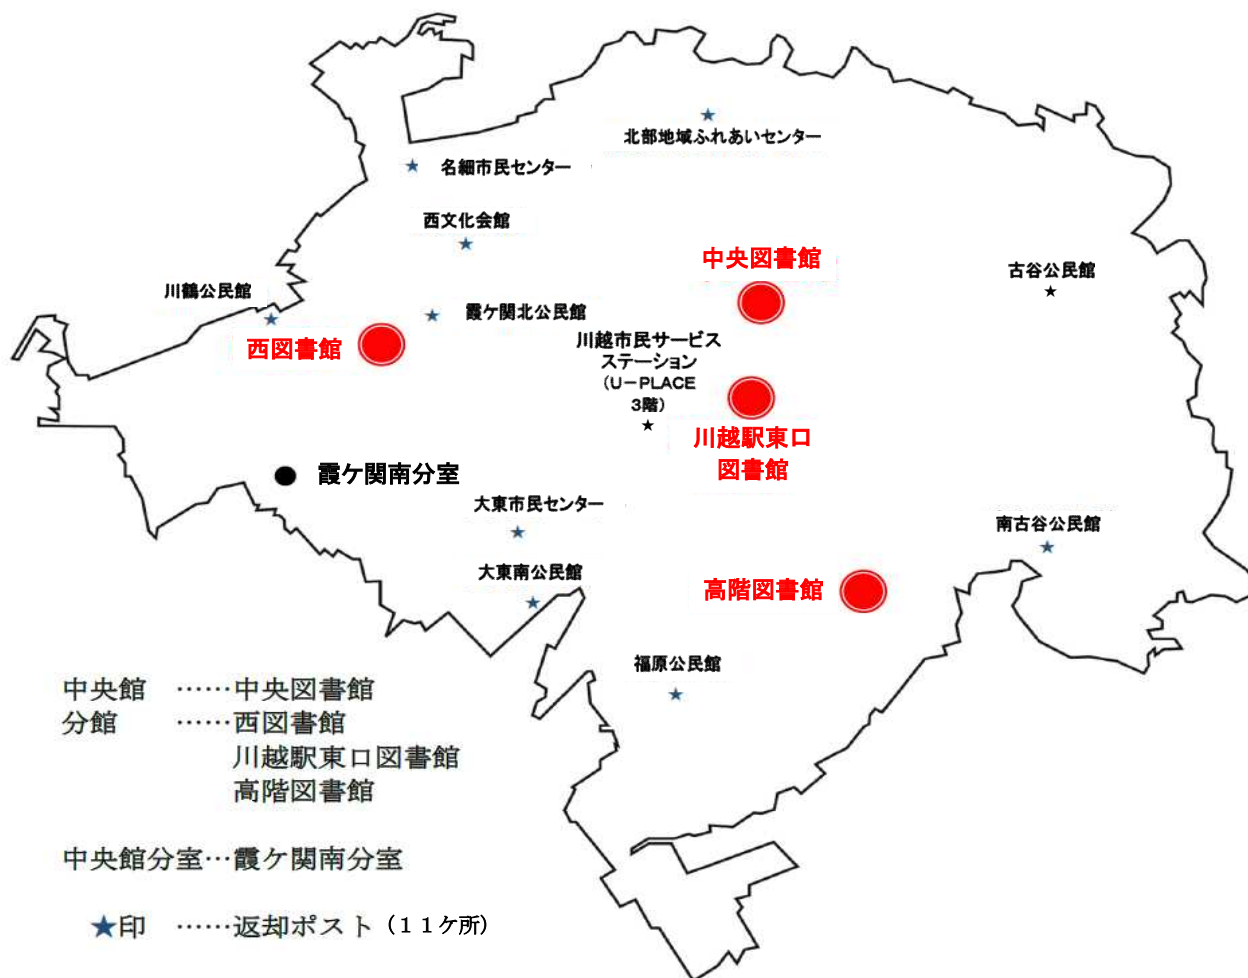 北部地域ふれあいセンター
名細市民センター
西文化会館
中央図書館
古谷公民館
川鶴公民館
霞ケ関北公民館
西図書館
川越市民サービス
ステーション
(U-PLACE
3階)
川越駅東口
図書館
霞ケ関南分室
大東市民センター
南古谷公民館
大東南公民館
高階図書館
福原公民館
中央館 ……中央図書館
分館 ……西図書館
川越駅東口図書館
高階図書館
中央館分室…霞ケ関南分室
★印 ……返却ポスト(11ケ所)